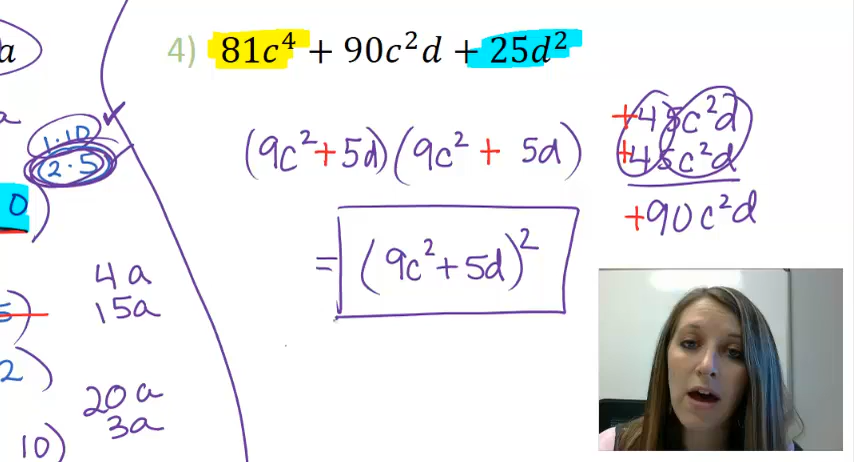 a
4) 81c⁴ + 90c²d + 25d²
a
1·10
2·5
0
)
(9c²+5d)(9c² + 5d)
+45c²d
+45c²d
+90c²d
= (9c²+5d)²
5)
4a
15a
2)
20a
3a
10)